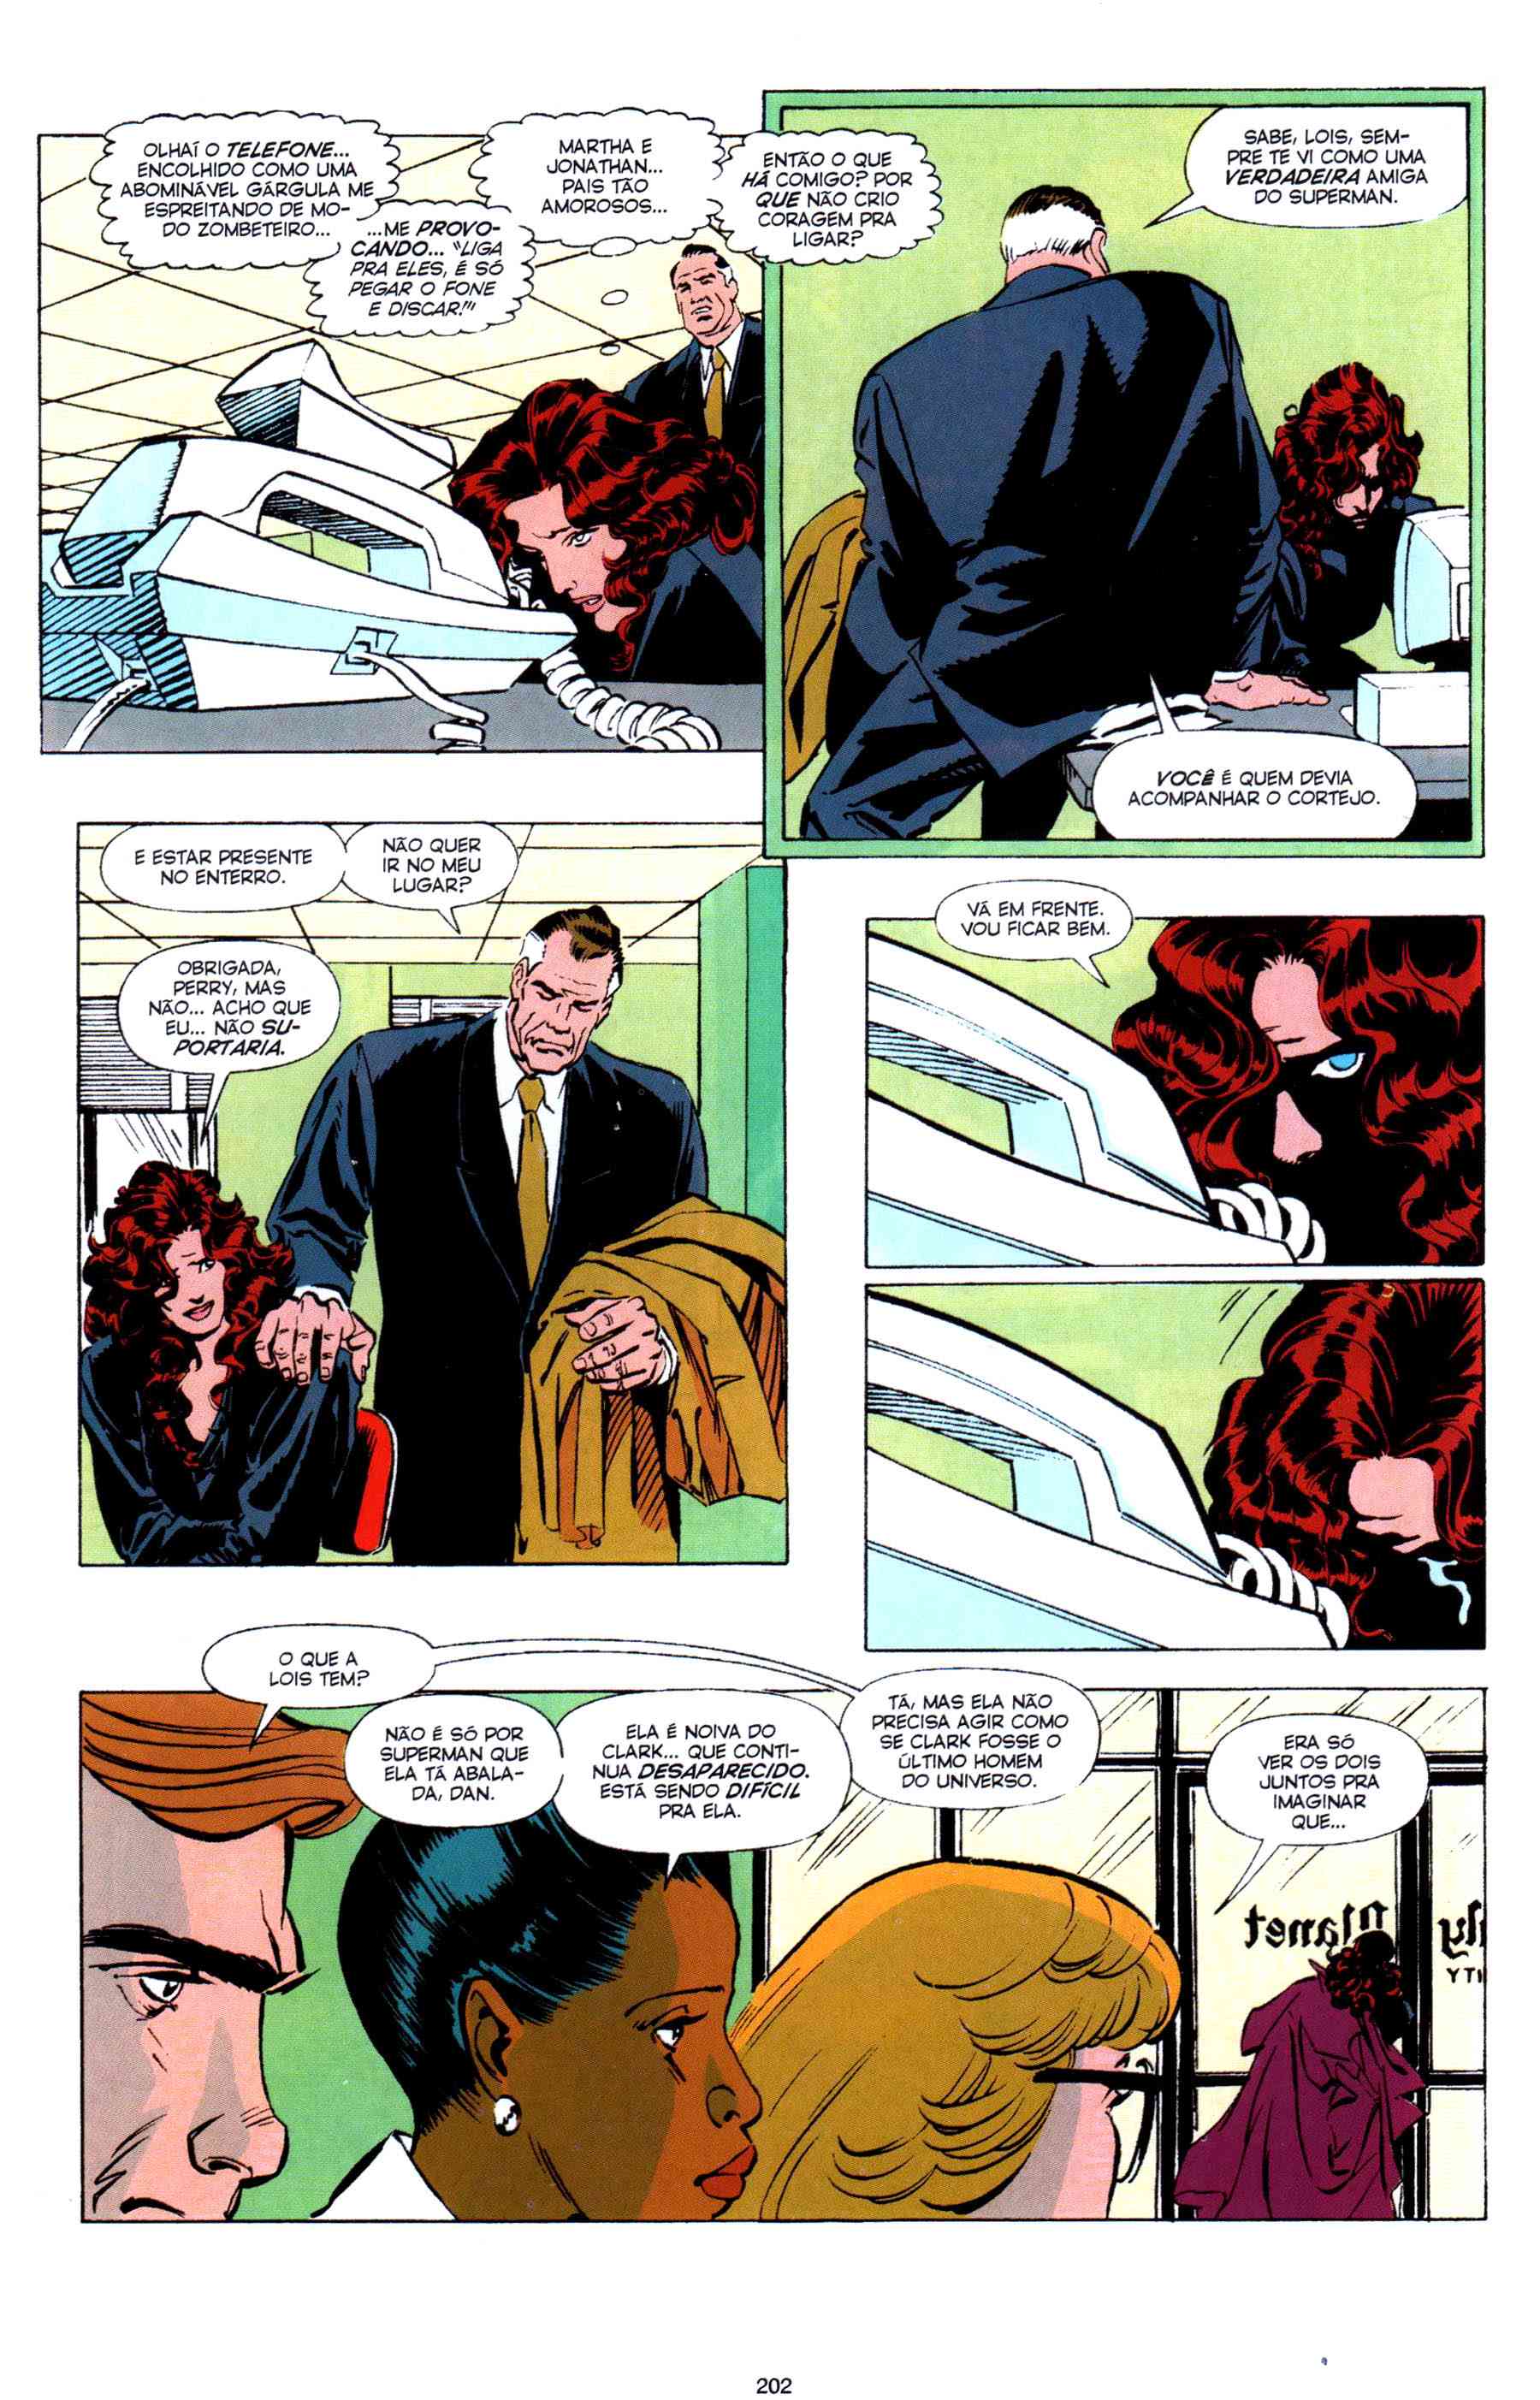 OLHAÍ O TELEFONE...
ENCOLHIDO COMO UMA
ABOMINÁVEL GÁRGULA ME
ESPREITANDO DE MO-
DO ZOMBETEIRO...
...ME PROVO-
CANDO... "LIGA
PRA ELES, É SÓ
PEGAR O FONE
E DISCAR!"
MARTHA E
JONATHAN...
PAIS TÃO
AMOROSOS...
ENTÃO O QUE
HÁ COMIGO? POR
QUE NÃO CRIO
CORAGEM PRA
LIGAR?
SABE, LOIS, SEM-
PRE TE VI COMO UMA
VERDADEIRA AMIGA
DO SUPERMAN.
VOCÊ É QUEM DEVIA
ACOMPANHAR O CORTEJO.
E ESTAR PRESENTE
NO ENTERRO.
NÃO QUER
IR NO MEU
LUGAR?
OBRIGADA,
PERRY, MAS
NÃO... ACHO QUE
EU... NÃO SU-
PORTARIA.
VÁ EM FRENTE.
VOU FICAR BEM.
O QUE A
LOIS TEM?
NÃO É SÓ POR
SUPERMAN QUE
ELA TÁ ABALA-
DA, DAN.
ELA É NOIVA DO
CLARK... QUE CONTI-
NUA DESAPARECIDO.
ESTÁ SENDO DIFÍCIL
PRA ELA.
TÁ, MAS ELA NÃO
PRECISA AGIR COMO
SE CLARK FOSSE O
ÚLTIMO HOMEM
DO UNIVERSO.
ERA SÓ
VER OS DOIS
JUNTOS PRA
IMAGINAR
QUE...
ily Planet
ITY
202